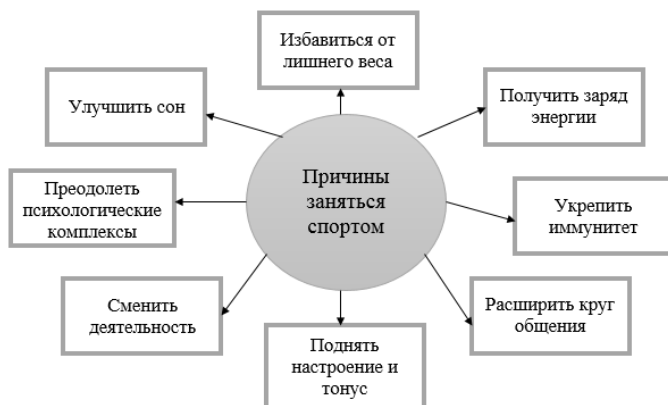 Избавиться от
лишнего веса
Улучшить сон
Получить заряд
энергии
Причины
заняться
спортом
Преодолеть
психологические
комплексы
Укрепить
иммунитет
Сменить
деятельность
Расширить круг
общения
Поднять
настроение и
тонус